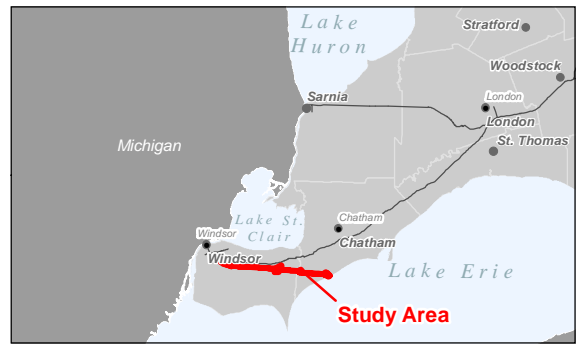 Lake
Huron
Stratford
Woodstock
Sarnia
London
London
St. Thomas
Michigan
Lake St.
Clair
Chatham
Chatham
Windsor
Windsor
Lake Erie
Study Area